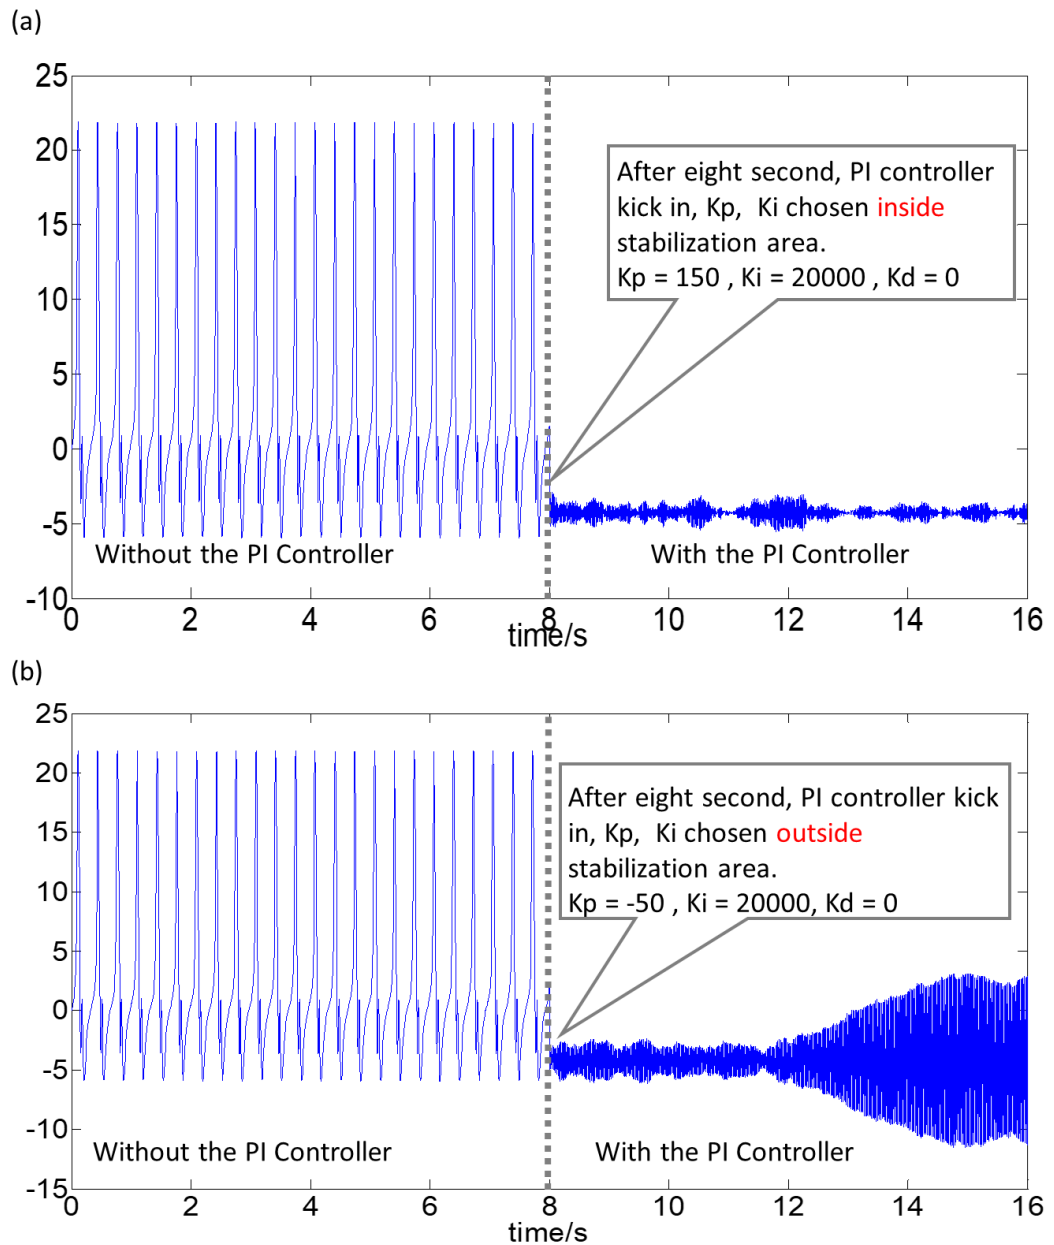 (a)
25
20
15
10
5
0
-5
-10
After eight second, PI controller
kick in, Kp, Ki chosen inside
stabilization area.
Kp = 150 , Ki = 20000 , Kd = 0
Without the PI Controller
With the PI Controller
0 2 4 6 8 10 12 14 16
time/s
(b)
25
20
15
10
5
0
-5
-10
-15
After eight second, PI controller kick
in, Kp, Ki chosen outside
stabilization area.
Kp = -50 , Ki = 20000, Kd = 0
Without the PI Controller
With the PI Controller
0 2 4 6 8 10 12 14 16
time/s